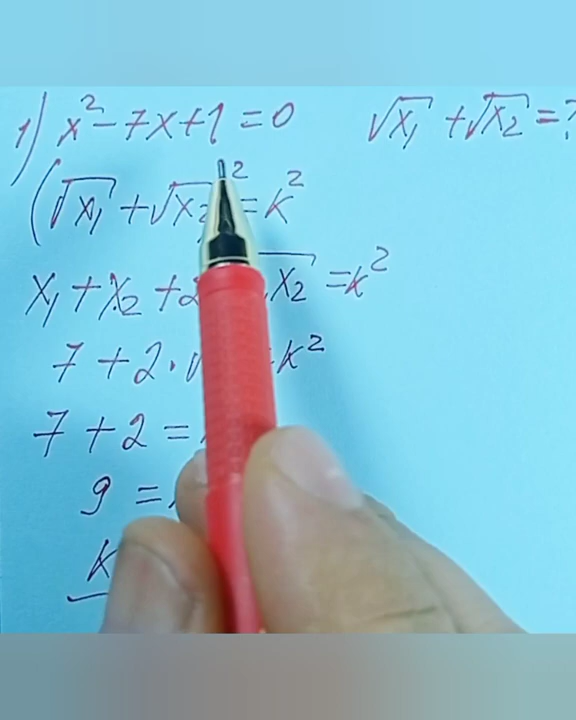 1) x² - 7x + 1 = 0 √x₁ + √x₂ = ?
(√x₁ + √x₂ ² = k²
x₁ + x₂ + 2 x₂ = k²
7 + 2 · √ = k²
7 + 2 =
9 =
k